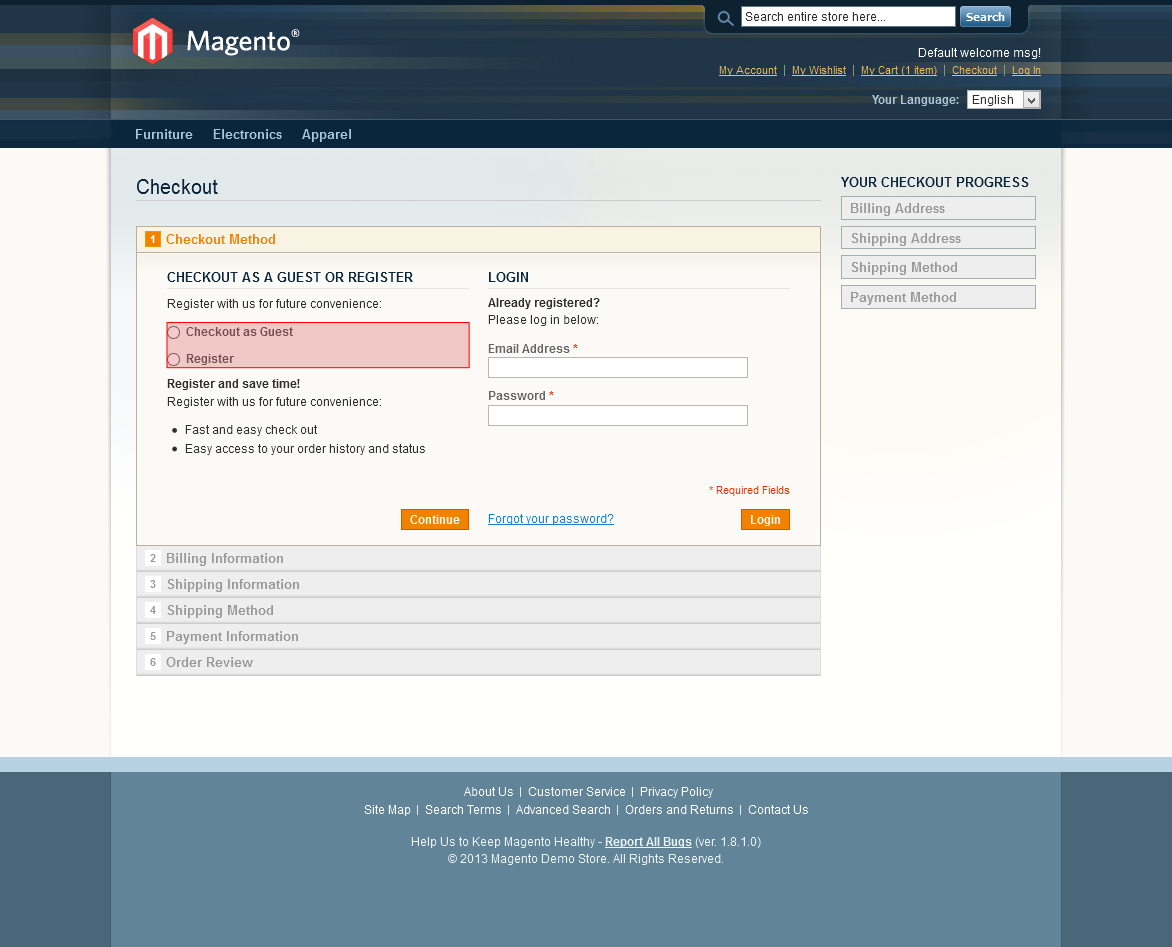 Search entire store here...
Search
Magento®
Default welcome msg!
My Account | My Wishlist | My Cart (1 item) | Checkout | Log In
Your Language: English
Furniture Electronics Apparel
Checkout
1 Checkout Method
CHECKOUT AS A GUEST OR REGISTER
Register with us for future convenience:
Checkout as Guest
Register
Register and save time!
Register with us for future convenience:
• Fast and easy check out
• Easy access to your order history and status
Continue
LOGIN
Already registered?
Please log in below:
Email Address *
Password *
* Required Fields
Forgot your password?
Login
2 Billing Information
3 Shipping Information
4 Shipping Method
5 Payment Information
6 Order Review
YOUR CHECKOUT PROGRESS
Billing Address
Shipping Address
Shipping Method
Payment Method
About Us | Customer Service | Privacy Policy
Site Map | Search Terms | Advanced Search | Orders and Returns | Contact Us
Help Us to Keep Magento Healthy - Report All Bugs (ver. 1.8.1.0)
© 2013 Magento Demo Store. All Rights Reserved.